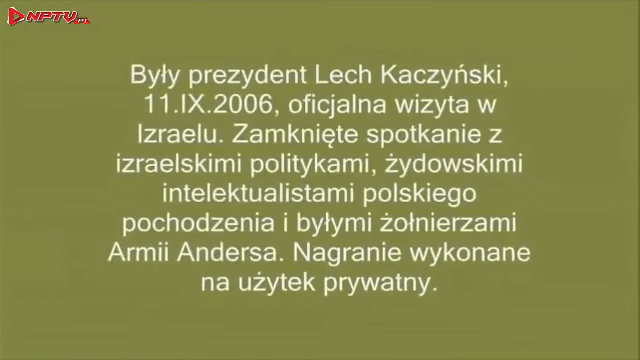 NPTV.PL
Były prezydent Lech Kaczyński,
11.IX.2006, oficjalna wizyta w
Izraelu. Zamknięte spotkanie z
izraelskimi politykami, żydowskimi
intelektualistami polskiego
pochodzenia i byłymi żołnierzami
Armii Andersa. Nagranie wykonane
na użytek prywatny.